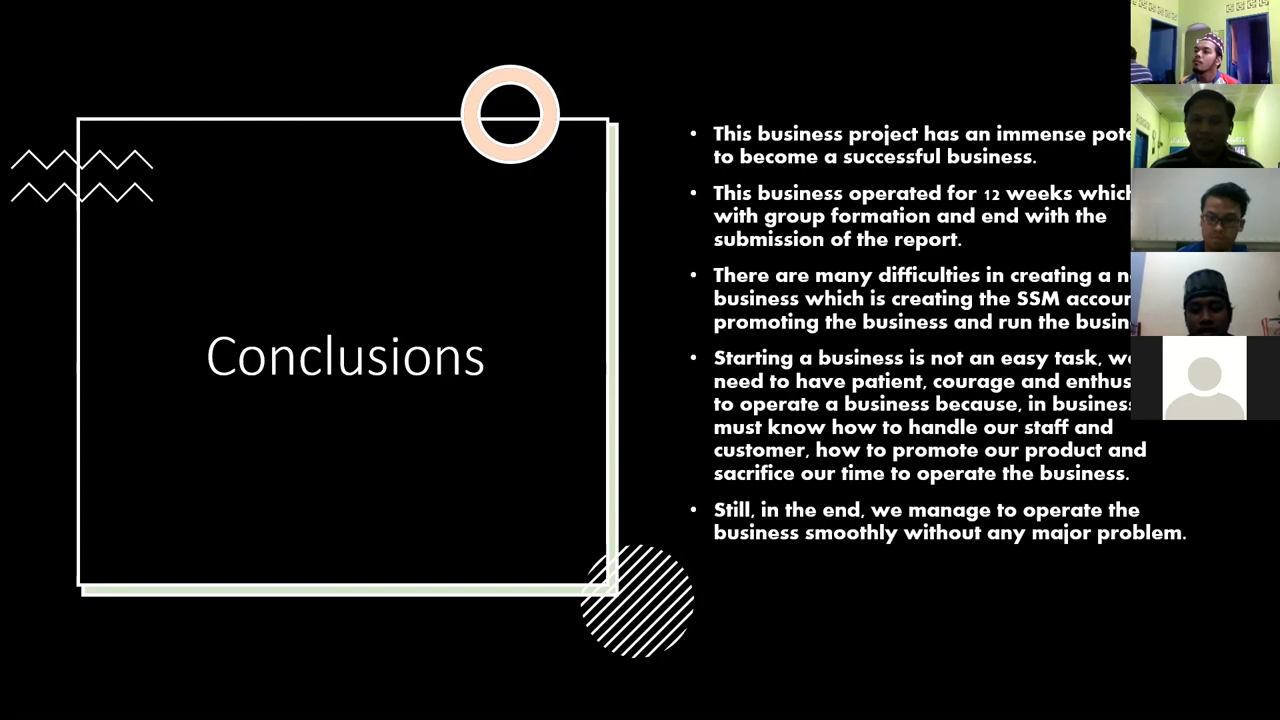 Conclusions
• This business project has an immense
to become a successful business.
• This business operated for 12 weeks
with group formation and end with the
submission of the report.
• There are many difficulties in creating a
business which is creating the SSM
promoting the business and run the
• Starting a business is not an easy task,
need to have patient, courage and
to operate a business because, in business
must know how to handle our staff and
customer, how to promote our product and
sacrifice our time to operate the business.
• Still, in the end, we manage to operate the
business smoothly without any major problem.